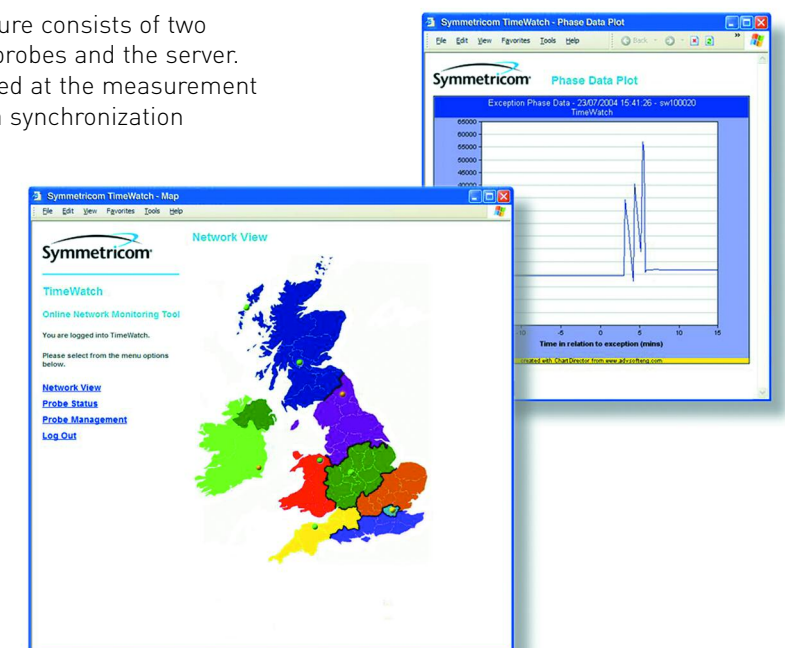 ure consists of two
probes and the server.
ed at the measurement
synchronization
Symmetricom TimeWatch - Phase Data Plot
File Edit View Favorites Tools Help
Back
Symmetricom Phase Data Plot
Exception Phase Data - 23/07/2004 15:41:26 - sw100020
TimeWatch
65000
60000
55000
50000
45000
40000
-10 -5 0 5 10 15
Time in relation to exception (mins)
created with ChartDirector from www.advsofteng.com
Symmetricom TimeWatch - Map
File Edit View Favorites Tools Help
Symmetricom
Network View
TimeWatch
Online Network Monitoring Tool
You are logged into TimeWatch.
Please select from the menu options
below.
Network View
Probe Status
Probe Management
Log Out